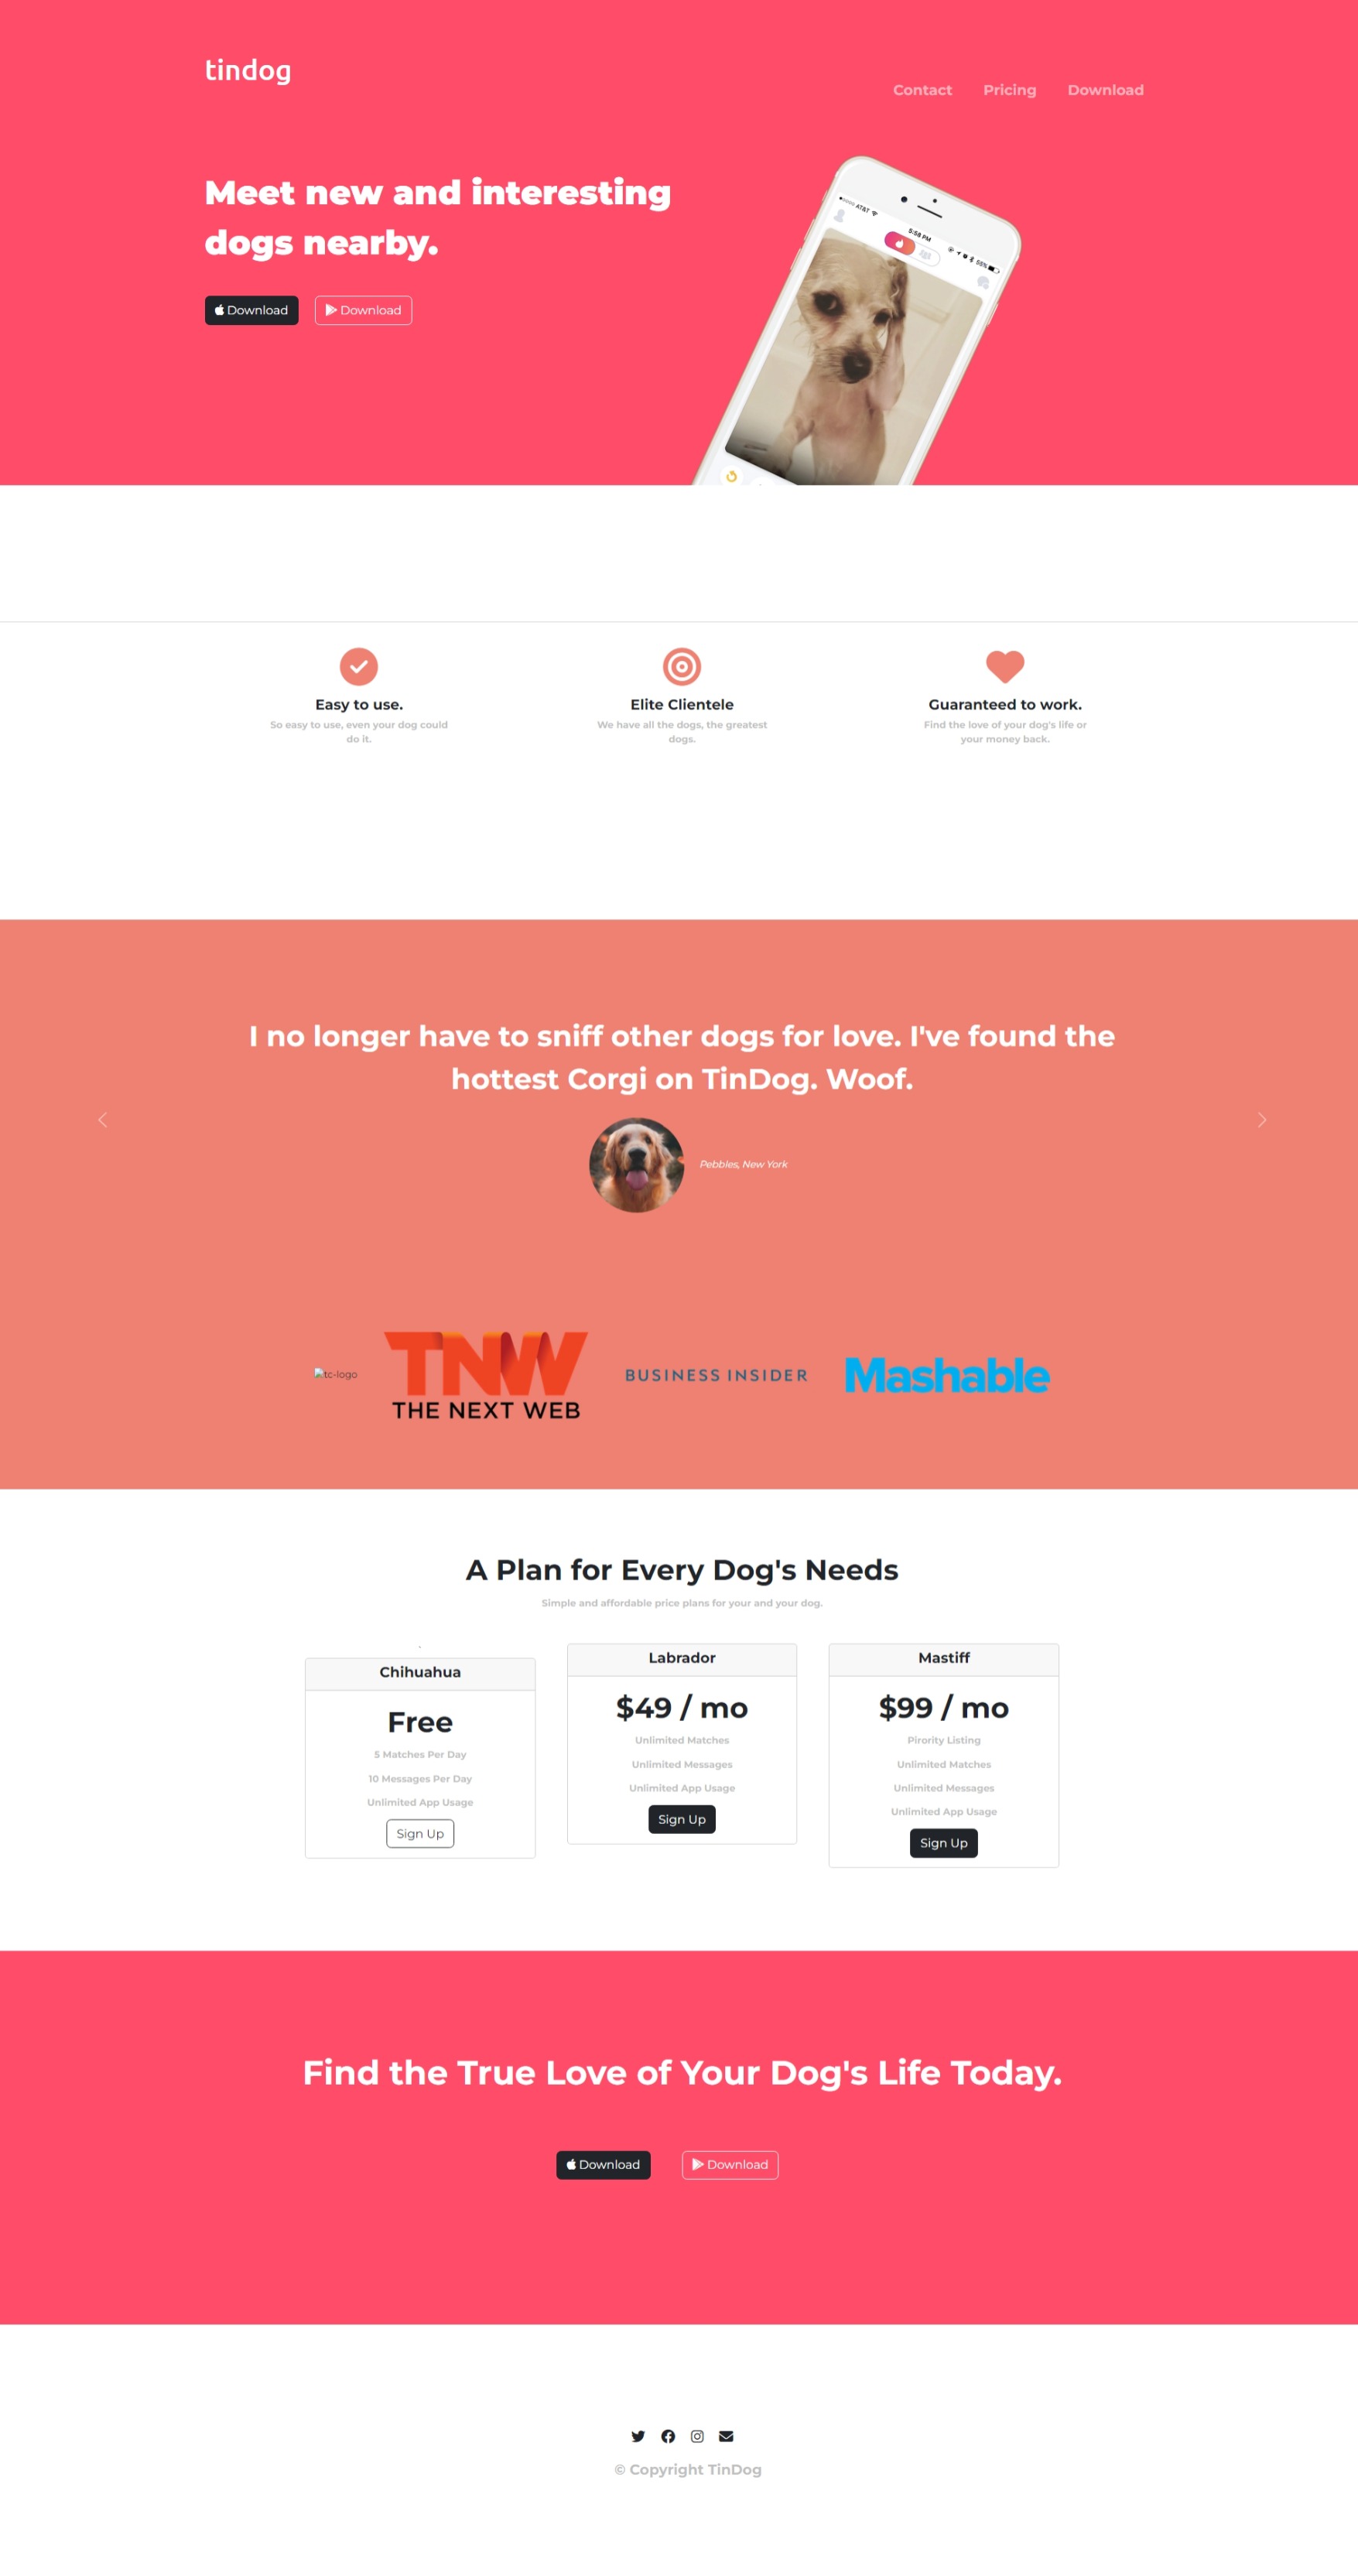 tindog
Contact Pricing Download
Meet new and interesting
dogs nearby.
Download Download
AT&T 5:58 PM 56%
Easy to use. Elite Clientele Guaranteed to work.
So easy to use, even your dog could We have all the dogs, the greatest Find the love of your dog's life or
do it. dogs. your money back.
I no longer have to sniff other dogs for love. I've found the
hottest Corgi on TinDog. Woof.
Pebbles, New York
tc-logo
TNW
THE NEXT WEB
BUSINESS INSIDER
Mashable
A Plan for Every Dog's Needs
Simple and affordable price plans for your and your dog.
Chihuahua
Free
5 Matches Per Day
10 Messages Per Day
Unlimited App Usage
Sign Up
Labrador
$49 / mo
Unlimited Matches
Unlimited Messages
Unlimited App Usage
Sign Up
Mastiff
$99 / mo
Pirority Listing
Unlimited Matches
Unlimited Messages
Unlimited App Usage
Sign Up
Find the True Love of Your Dog's Life Today.
Download Download
© Copyright TinDog